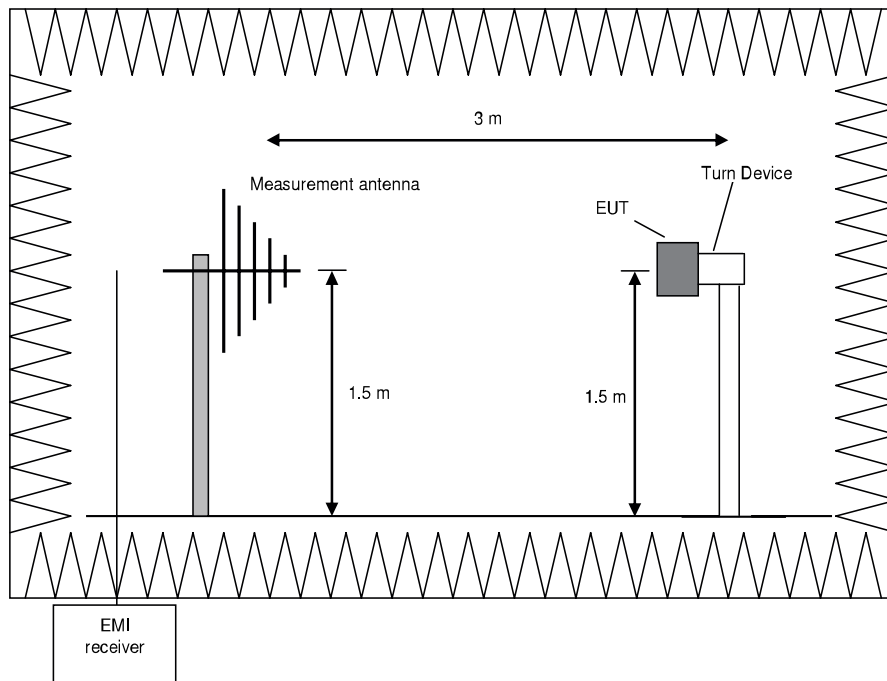 3 m
Measurement antenna
Turn Device
EUT
1.5 m
1.5 m
EMI
receiver